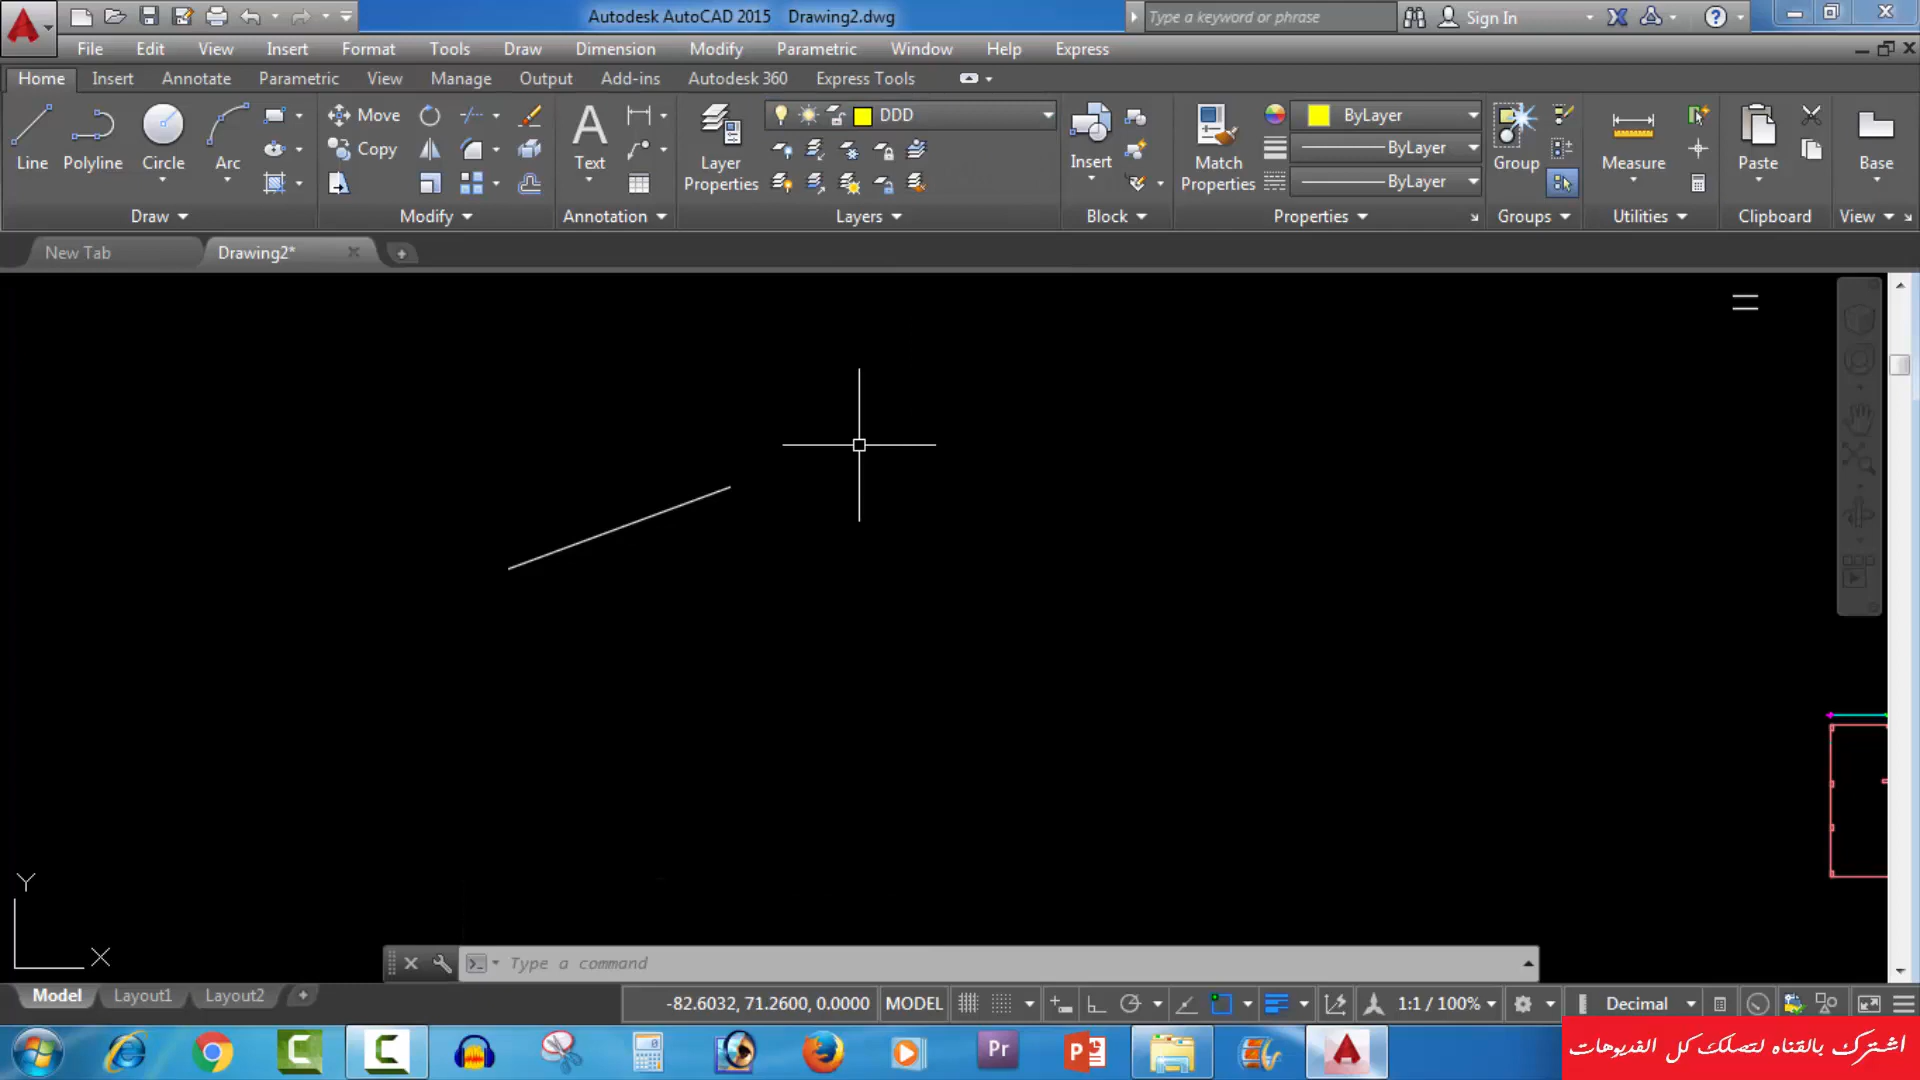 Autodesk AutoCAD 2015 Drawing2.dwg
Type a keyword or phrase
Sign In
File Edit View Insert Format Tools Draw Dimension Modify Parametric Window Help Express
Home Insert Annotate Parametric View Manage Output Add-ins Autodesk 360 Express Tools
Move
DDD
ByLayer
Copy
ByLayer
Line Polyline Circle Arc
Text
Layer Properties
Insert
Match Properties
ByLayer
Group
Measure
Paste
Base
Draw Modify Annotation Layers Block Properties Groups Utilities Clipboard View
New Tab Drawing2*
Y
X
Type a command
Model Layout1 Layout2
-82.6032, 71.2600, 0.0000 MODEL
1:1 / 100%
Decimal
Pr
اشترك بالقناه لتصلك كل الفديوهات